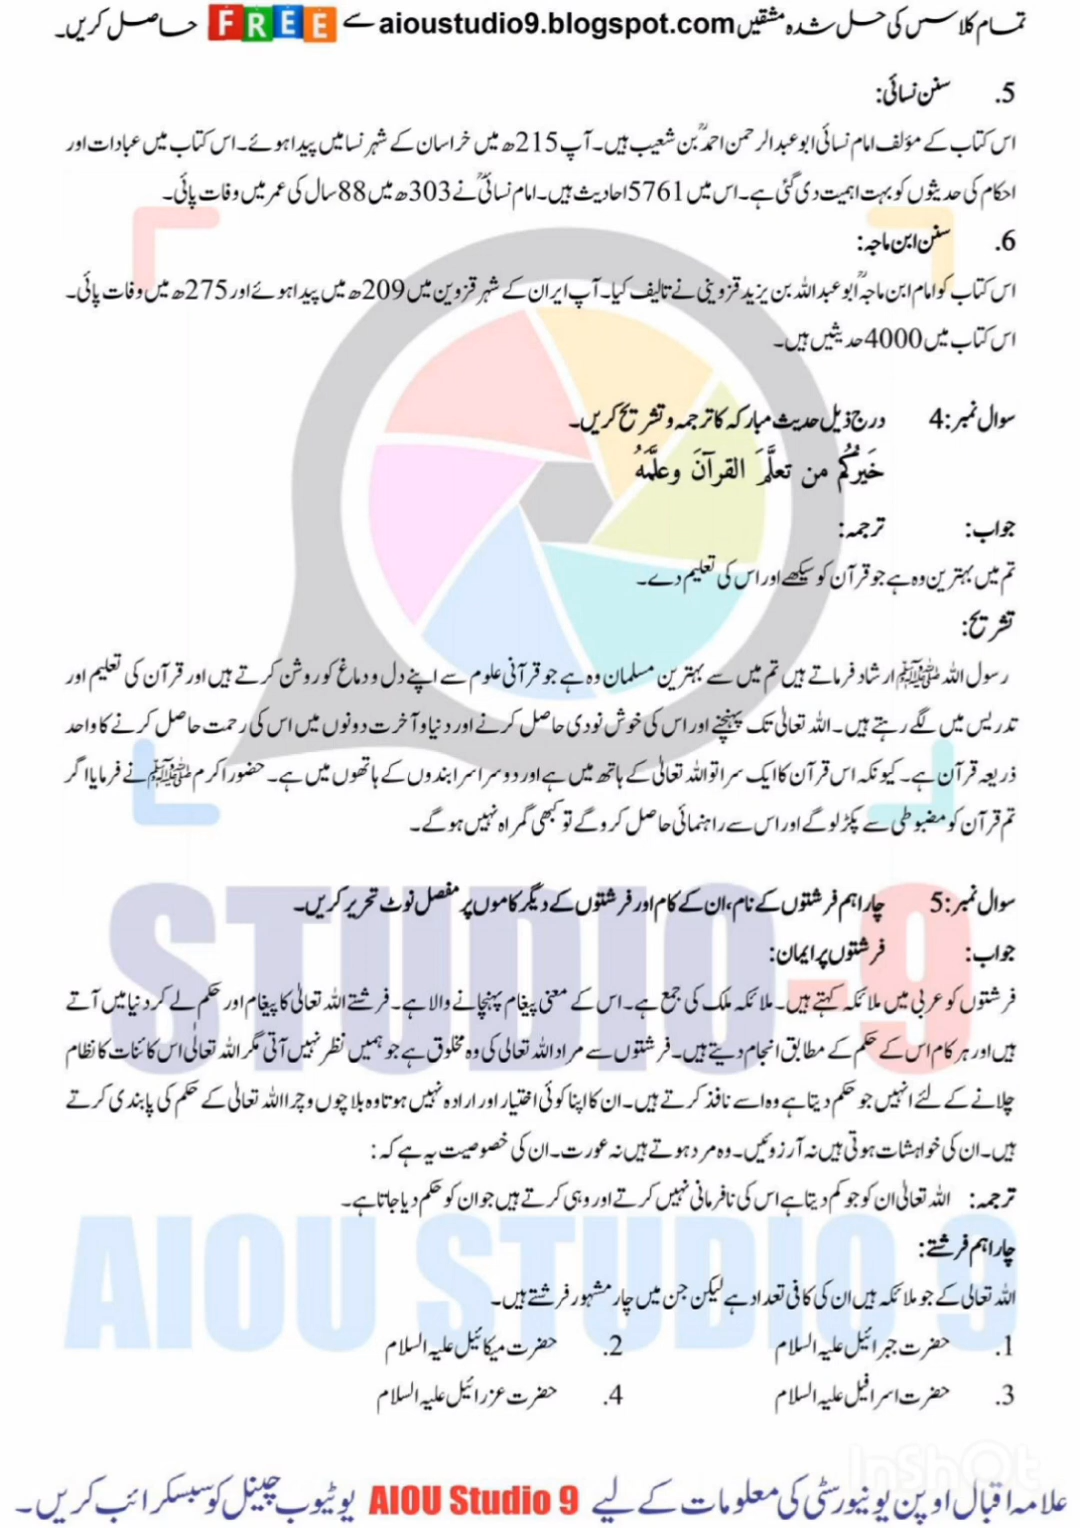 تمام کلاسس کی حل شدہ مشقیں aioustudio9.blogspot.com سے FREE حاصل کریں۔
5. سنن نسائی:
اس کتاب کے مؤلف امام نسائی ابو عبدالرحمن احمدؒ بن شعیب ہیں۔ آپ 215ھ میں خراسان کے شہر نسا میں پیدا ہوئے۔ اس کتاب میں عبادات اور
احکام کی حدیثوں کو بہت اہمیت دی گئی ہے۔ اس میں 5761 احادیث ہیں۔ امام نسائیؒ نے 303ھ میں 88 سال کی عمر میں وفات پائی۔
6. سنن ابن ماجہ:
اس کتاب کو امام ابن ماجہؒ ابو عبداللہ بن یزید قزوینی نے تالیف کیا۔ آپ ایران کے شہر قزوین میں 209ھ میں پیدا ہوئے اور 275ھ میں وفات پائی۔
اس کتاب میں 4000 حدیثیں ہیں۔
سوال نمبر: 4 درج ذیل حدیث مبارکہ کا ترجمہ و تشریح کریں۔
خَيرُكُم من تعلَّمَ القرآنَ وعلَّمَهُ
جواب: ترجمہ:
تم میں بہترین وہ ہے جو قرآن کو سیکھے اور اس کی تعلیم دے۔
تشریح:
رسول اللہ ﷺ ارشاد فرماتے ہیں تم میں سے بہترین مسلمان وہ ہے جو قرآنی علوم سے اپنے دل و دماغ کو روشن کرتے ہیں اور قرآن کی تعلیم اور
تدریس میں لگے رہتے ہیں۔ اللہ تعالیٰ تک پہنچنے اور اس کی خوش نودی حاصل کرنے اور دنیا و آخرت دونوں میں اس کی رحمت حاصل کرنے کا واحد
ذریعہ قرآن ہے۔ کیونکہ اس قرآن کا ایک سرا تو اللہ تعالیٰ کے ہاتھ میں ہے اور دوسرا سرا بندوں کے ہاتھوں میں ہے۔ حضور اکرم ﷺ نے فرمایا اگر
تم قرآن کو مضبوطی سے پکڑ لو گے اور اس سے راہنمائی حاصل کرو گے تو کبھی گمراہ نہیں ہو گے۔
سوال نمبر: 5 چار اہم فرشتوں کے نام، ان کے کام اور فرشتوں کے دیگر کاموں پر مفصل نوٹ تحریر کریں۔
جواب: فرشتوں پر ایمان:
فرشتوں کو عربی میں ملائکہ کہتے ہیں۔ ملائکہ ملک کی جمع ہے۔ اس کے معنی پیغام پہنچانے والا ہے۔ فرشتے اللہ تعالیٰ کا پیغام اور حکم لے کر دنیا میں آتے
ہیں اور ہر کام اس کے حکم کے مطابق انجام دیتے ہیں۔ فرشتوں سے مراد اللہ تعالی کی وہ مخلوق ہے جو ہمیں نظر نہیں آتی مگر اللہ تعالٰی اس کائنات کا نظام
چلانے کے لئے انہیں جو حکم دیتا ہے وہ اسے نافذ کرتے ہیں۔ ان کا اپنا کوئی اختیار اور ارادہ نہیں ہوتا وہ بلا چوں و چرا اللہ تعالیٰ کے حکم کی پابندی کرتے
ہیں۔ ان کی خواہشات ہوتی ہیں نہ آرزوئیں۔ وہ مرد ہوتے ہیں نہ عورت۔ ان کی خصوصیت یہ ہے کہ:
ترجمہ: اللہ تعالیٰ ان کو جو کم دیتا ہے اس کی نافرمانی نہیں کرتے اور وہی کرتے ہیں جو ان کو حکم دیا جاتا ہے۔
چار اہم فرشتے:
اللہ تعالی کے جو ملائکہ ہیں ان کی کافی تعداد ہے لیکن جن میں چار مشہور فرشتے ہیں۔
1. حضرت جبرائیل علیہ السلام 2. حضرت میکائیل علیہ السلام
3. حضرت اسرافیل علیہ السلام 4. حضرت عزرائیل علیہ السلام
STUDIO-9
AIOU STUDIO 9
InShOt
علامہ اقبال اوپن یونیورسٹی کی معلومات کے لیے AIOU Studio 9 یوٹیوب چینل کو سبسکرائب کریں۔